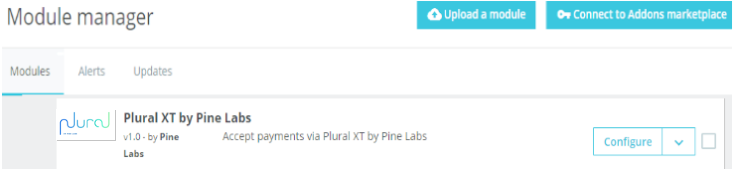 Module manager
Upload a module
Connect to Addons marketplace
Modules Alerts Updates
plural
Plural XT by Pine Labs
v1.0 - by Pine Labs
Accept payments via Plural XT by Pine Labs
Configure